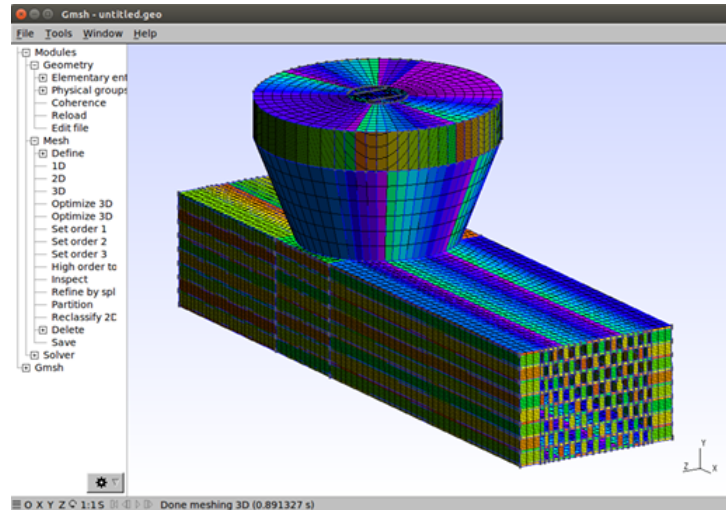 Gmsh - untitled.geo
File Tools Window Help
Modules
Geometry
Elementary ent
Physical groups
Coherence
Reload
Edit file
Mesh
Define
1D
2D
3D
Optimize 3D
Optimize 3D
Set order 1
Set order 2
Set order 3
High order to
Inspect
Refine by spl
Partition
Reclassify 2D
Delete
Save
Solver
Gmsh
Y
Z X
O X Y Z 1:1 S Done meshing 3D (0.891327 s)